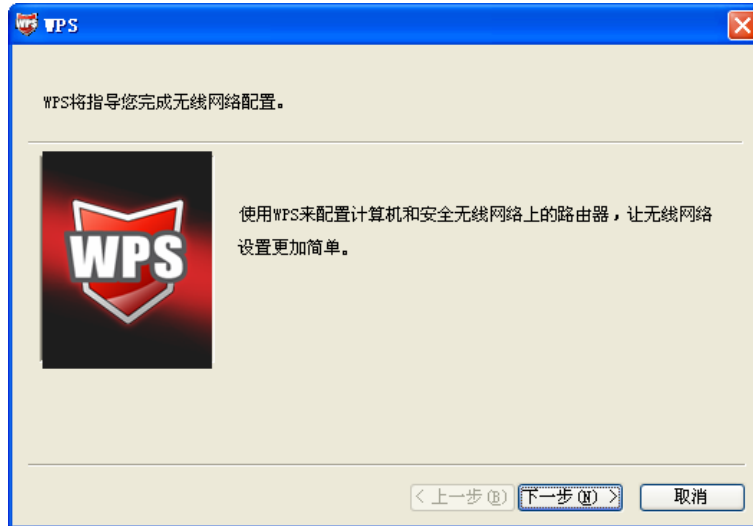 WPS
WPS将指导您完成无线网络配置。
WPS
使用WPS来配置计算机和安全无线网络上的路由器，让无线网络
设置更加简单。
< 上一步(B) 下一步(N) > 取消